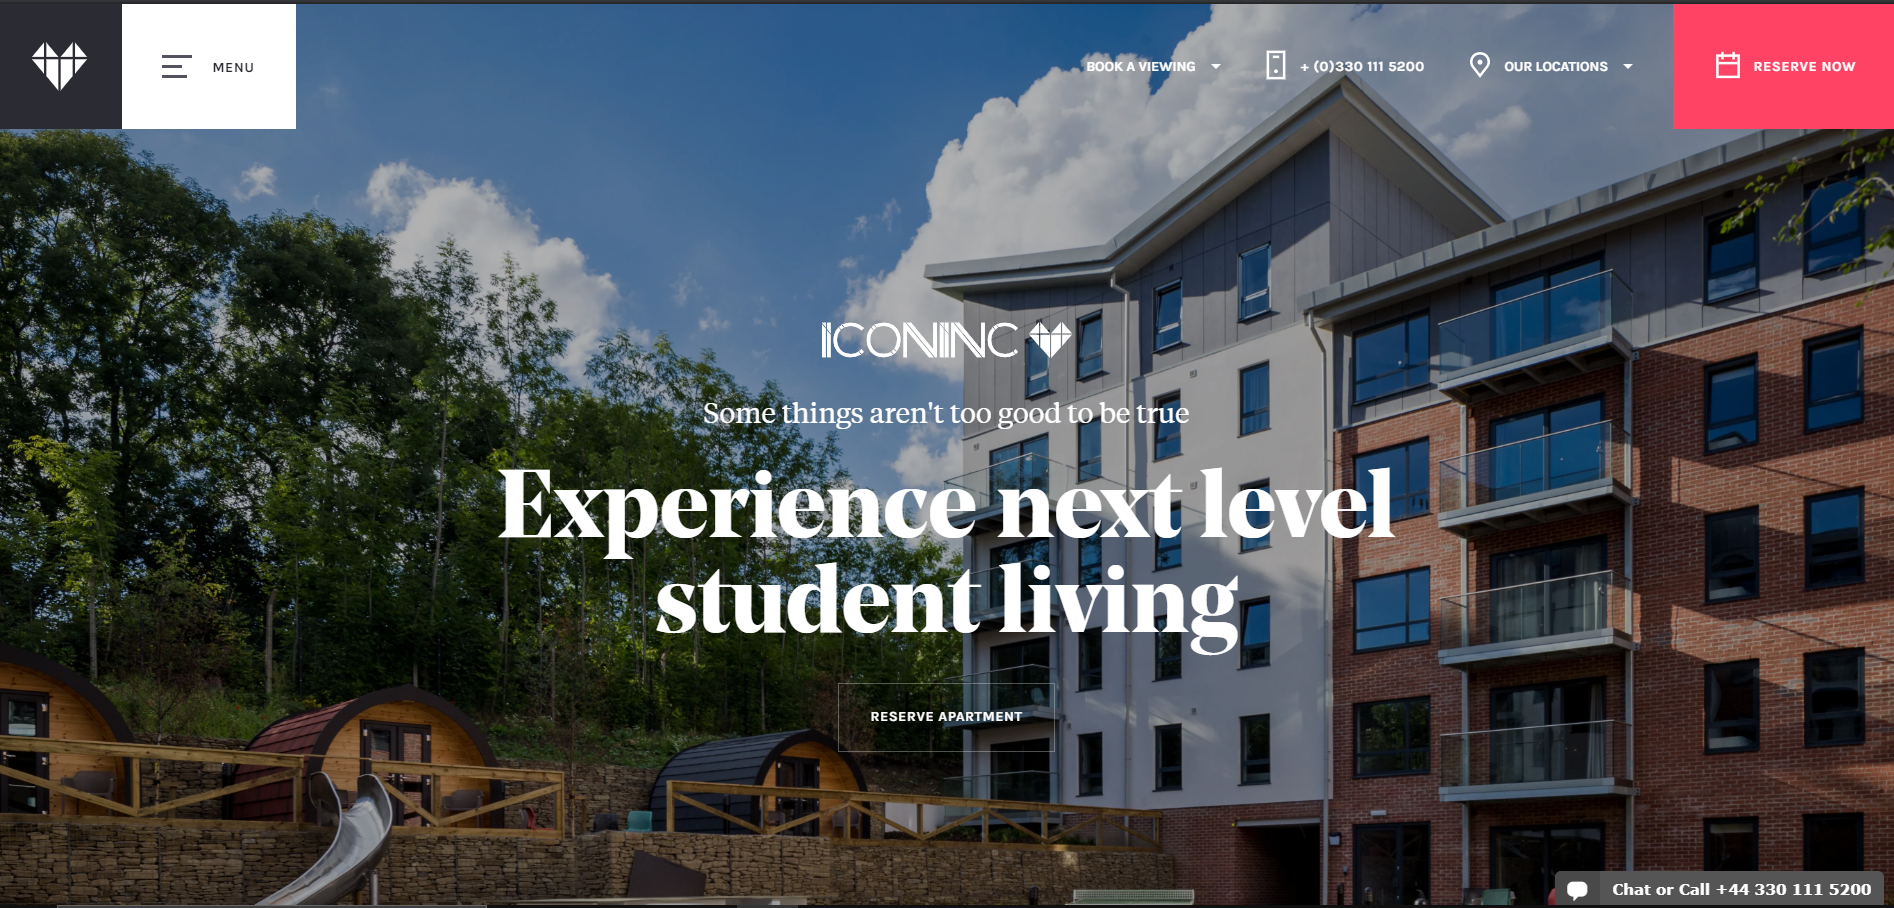 MENU
BOOK A VIEWING
+ (0)330 111 5200
OUR LOCATIONS
RESERVE NOW
ICONINC
Some things aren't too good to be true
Experience next level
student living
RESERVE APARTMENT
Chat or Call +44 330 111 5200